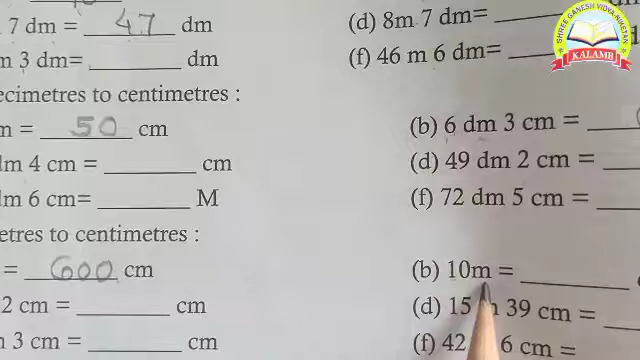 7 dm = 47 dm (d) 8m 7 dm=
m 3 dm= dm (f) 46 m 6 dm=
SHREE GANESH VIDYA NIKETAN
KALAMB
ecimetres to centimetres :
m = 50 cm (b) 6 dm 3 cm =
dm 4 cm = cm (d) 49 dm 2 cm =
dm 6 cm= M (f) 72 dm 5 cm =
etres to centimetres :
= 600 cm (b) 10m =
2 cm = cm (d) 15 39 cm =
m 3 cm = cm (f) 42 6 cm =